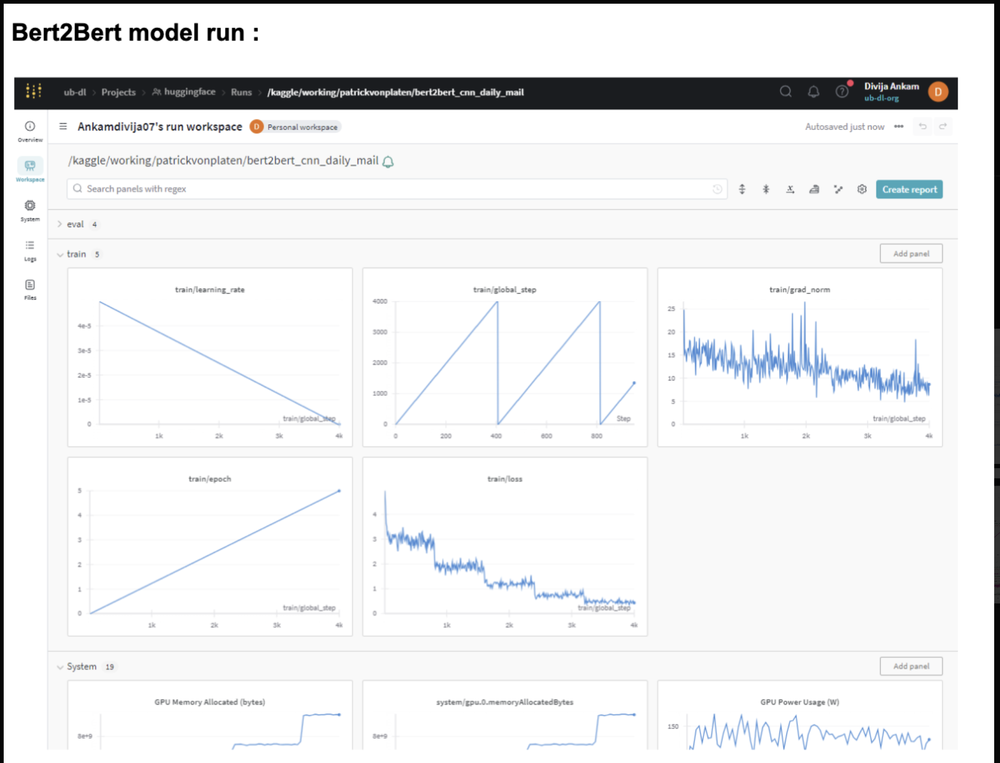 Bert2Bert model run :
ub-dl > Projects > huggingface > Runs > /kaggle/working/patrickvonplaten/bert2bert_cnn_daily_mail
Divija Ankam
ub-dl-org
D
Overview
Workspace
System
Logs
Files
Ankamdivija07's run workspace D Personal workspace
Autosaved just now
/kaggle/working/patrickvonplaten/bert2bert_cnn_daily_mail
Search panels with regex
Create report
eval 4
train 5
Add panel
train/learning_rate
4e-5
3e-5
2e-5
1e-5
0
train/global_step
1k 2k 3k 4k
train/global_step
4000
3000
2000
1000
0
Step
0 200 400 600 800
train/grad_norm
25
20
15
10
5
0
train/global_step
1k 2k 3k 4k
train/epoch
5
4
3
2
1
0
train/global_step
1k 2k 3k 4k
train/loss
4
3
2
1
0
train/global_step
1k 2k 3k 4k
System 19
Add panel
GPU Memory Allocated (bytes)
8e+9
system/gpu.0.memoryAllocatedBytes
8e+9
GPU Power Usage (W)
150